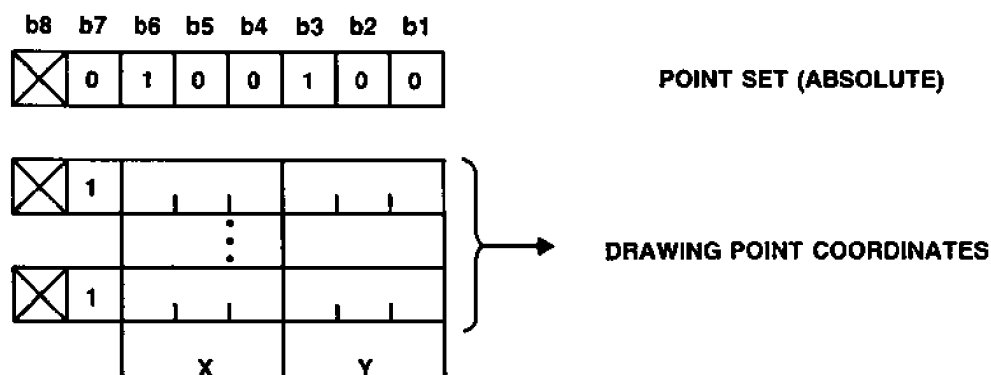 b8 b7 b6 b5 b4 b3 b2 b1
0 1 0 0 1 0 0 POINT SET (ABSOLUTE)
1
DRAWING POINT COORDINATES
1
X Y